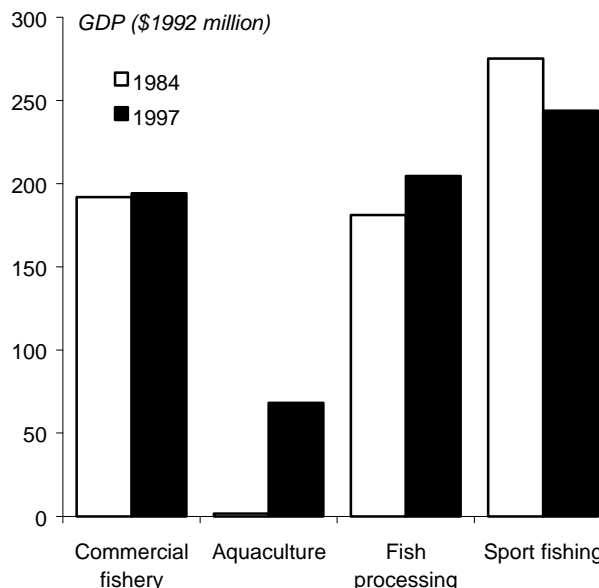 GDP ($1992 million)
300
250
200
150
100
50
0
1984
1997
Commercial
fishery
Aquaculture
Fish
processing
Sport fishing